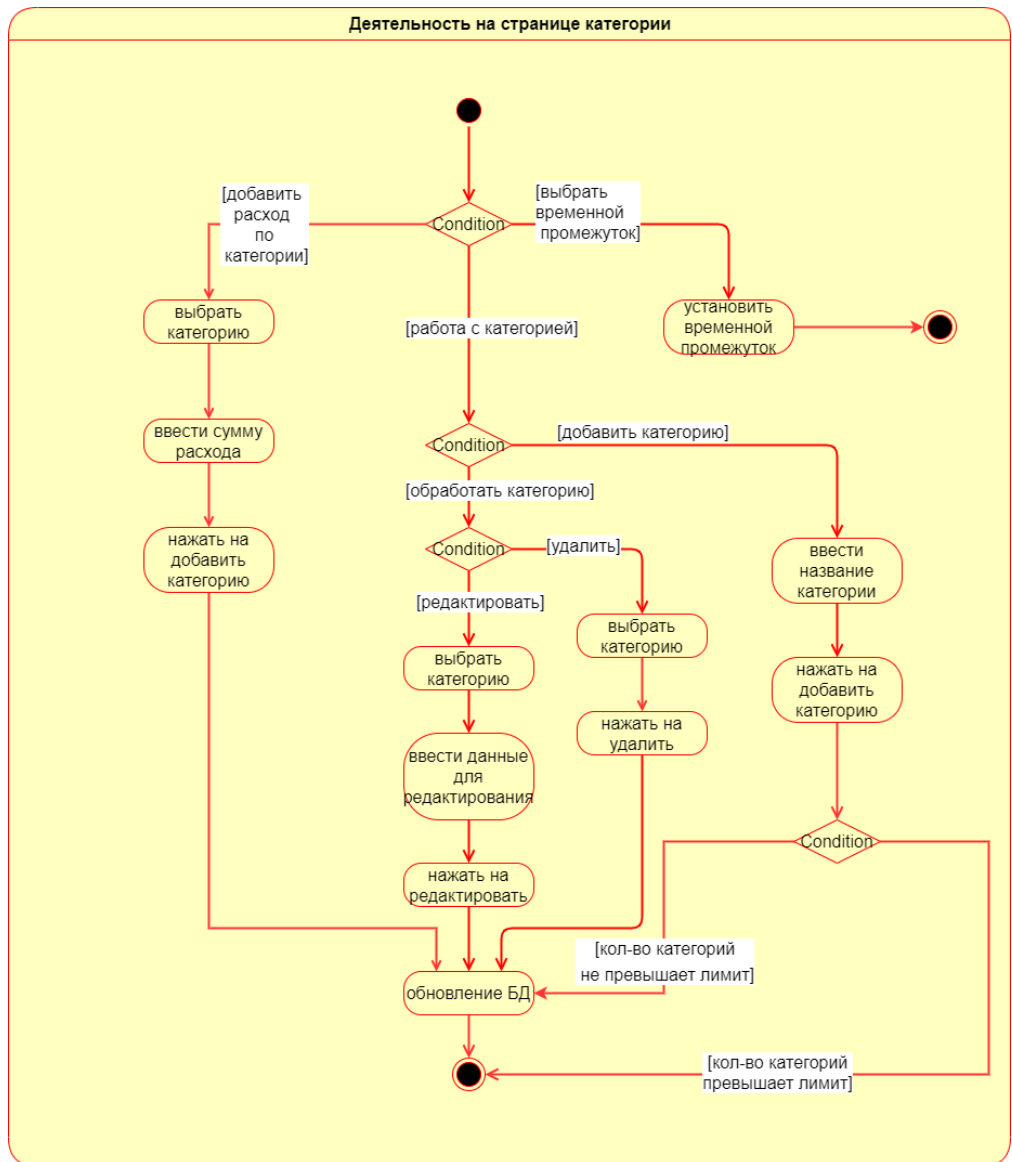 Деятельность на странице категории
[добавить
расход
по
категории]
Condition
[выбрать
временной
промежуток]
выбрать
категорию
[работа с категорией]
установить
временной
промежуток
ввести сумму
расхода
Condition
[добавить категорию]
[обработать категорию]
нажать на
добавить
категорию
Condition
[удалить]
ввести
название
категории
[редактировать]
выбрать
категорию
выбрать
категорию
нажать на
добавить
категорию
ввести данные
для
редактирования
нажать на
удалить
Condition
нажать на
редактировать
[кол-во категорий
не превышает лимит]
обновление БД
[кол-во категорий
превышает лимит]